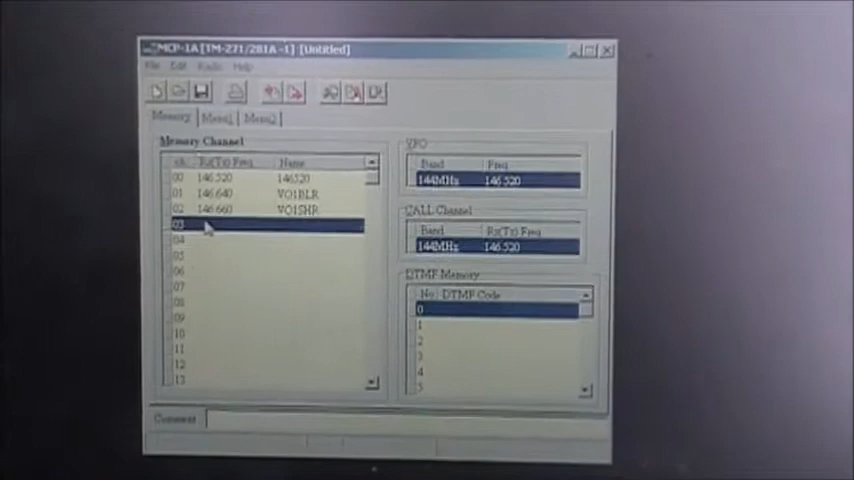 MCP-1A [TM-271/281A -1] [Untitled]
File Edit Radio Help
Memory Menu1 Menu2
Memory Channel
ch. Rx(Tx) Freq. Name
00 146.520 146520
01 146.640 VO1BLR
02 146.660 VO1SHR
03
04
05
06
07
08
09
10
11
12
13
VFO
Band Freq.
144MHz 146.520
CALL Channel
Band Rx(Tx) Freq.
144MHz 146.520
DTMF Memory
No. DTMF Code
0
1
2
3
4
5
Comment